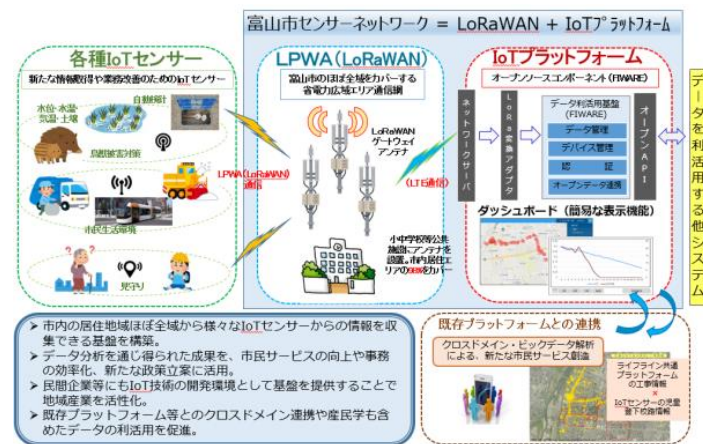 富山市センサーネットワーク = LoRaWAN + IoTプラットフォーム
各種IoTセンサー
新たな情報取得や業務改善のためのIoTセンサー
水位・水温・
気温・土壌
鳥獣被害対策
LPWA(LoRaWAN)
通信
市民生活環境
見守り
LPWA(LoRaWAN)
富山市のほぼ全域をカバーする
省電力広域エリア通信網
LoRaWAN
ゲートウェイ
アンテナ
(LTE通信)
小中学校等公共
施設にアンテナを
設置。市内居住エ
リアの98%をカバー
IoTプラットフォーム
オープンソースコンポーネント(FIWARE)
ネットワークサーバ
LoRa変換アダプタ
データ利活用基盤
(FIWARE)
データ管理
デバイス管理
認 証
オープンデータ連携
オープンAPI
ダッシュボード(簡易な表示機能)
データを利活用する他システム
➢ 市内の居住地域ほぼ全域から様々なIoTセンサーからの情報を収
集できる基盤を構築。
➢ データ分析を通じ得られた成果を、市民サービスの向上や事務
の効率化、新たな政策立案に活用。
➢ 民間企業等にもIoT技術の開発環境として基盤を提供することで
地域産業を活性化。
➢ 既存プラットフォーム等とのクロスドメイン連携や産民学も含
めたデータの利活用を促進。
既存プラットフォームとの連携
クロスドメイン・ビックデータ解析
による、新たな市民サービス創造
ライフライン共通
プラットフォーム
の工事情報
×
IoTセンサーの児童
登下校路情報